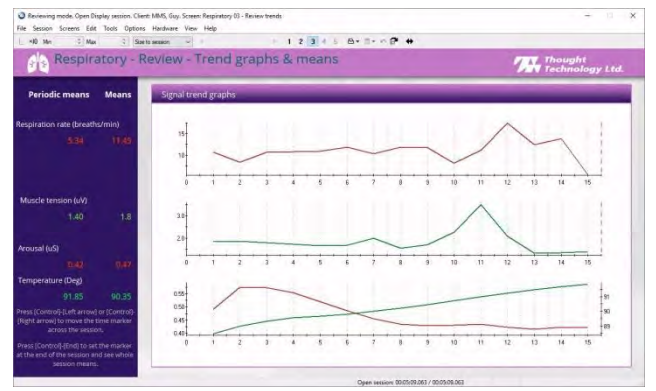 Reviewing mode. Open Display session. Client: MMS, Guy. Screen: Respiratory 03 - Review trends
File Session Screens Edit Tools Options Hardware View Help
Min Max Size to session 1 2 3 4 5
Respiratory - Review - Trend graphs & means
Thought
Technology Ltd.
Periodic means Means
Signal trend graphs
Respiration rate (breaths/min)
5.34 11.45
15
10
0 1 2 3 4 5 6 7 8 9 10 11 12 13 14 15
Muscle tension (uV)
1.40 1.8
3.0
2.0
0 1 2 3 4 5 6 7 8 9 10 11 12 13 14 15
Arousal (uS)
0.42 0.47
Temperature (Deg)
91.85 90.35
0.55
0.50
0.45
0.40
91
90
89
0 1 2 3 4 5 6 7 8 9 10 11 12 13 14 15
Press [Control]-[Left arrow] or [Control]-
[Right arrow] to move the time marker
across the session.
Press [Control]-[End] to set the marker
at the end of the session and see whole
session means.
Open session: 00:05:09.063 / 00:05:09.063